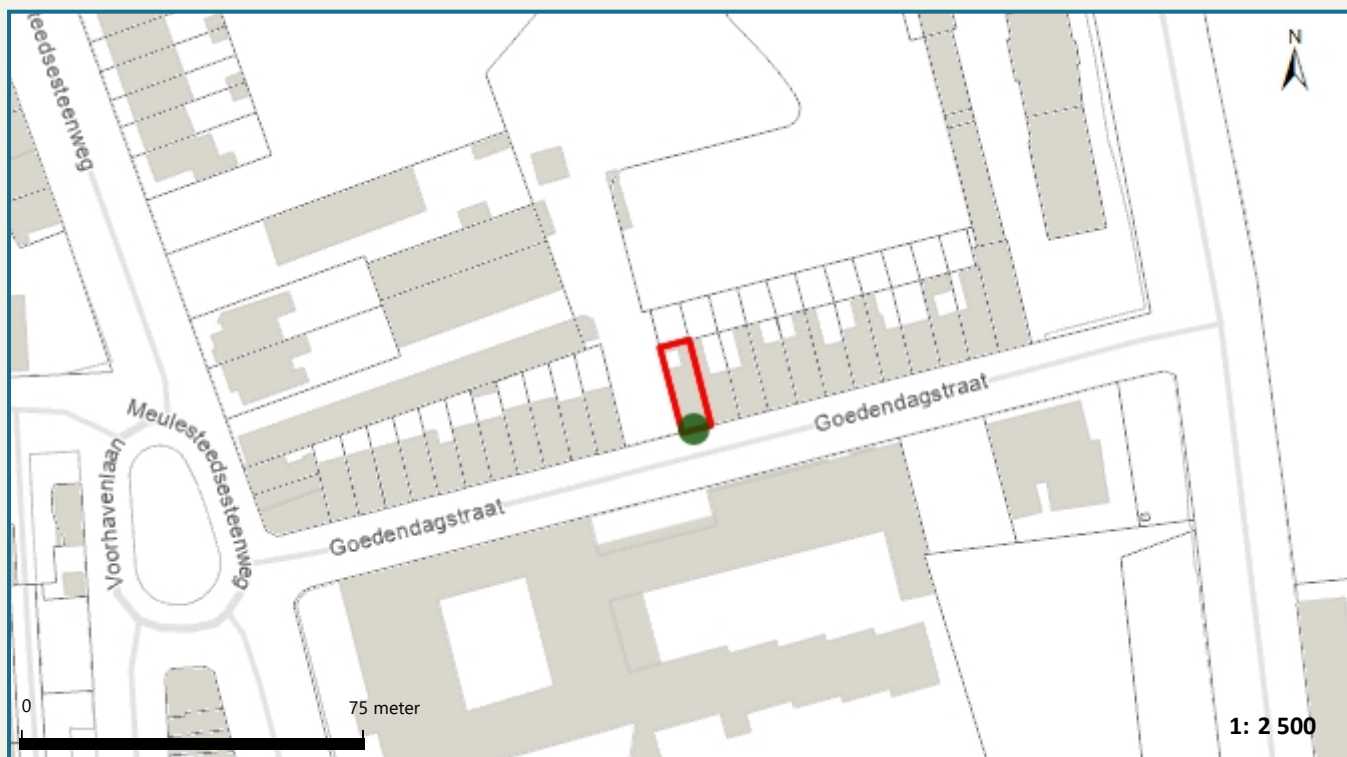 N
eedsesteenweg
Meulesteedsesteenweg
Voorhavenlaan
Goedendagstraat
Goedendagstraat
0
75 meter
1: 2 500